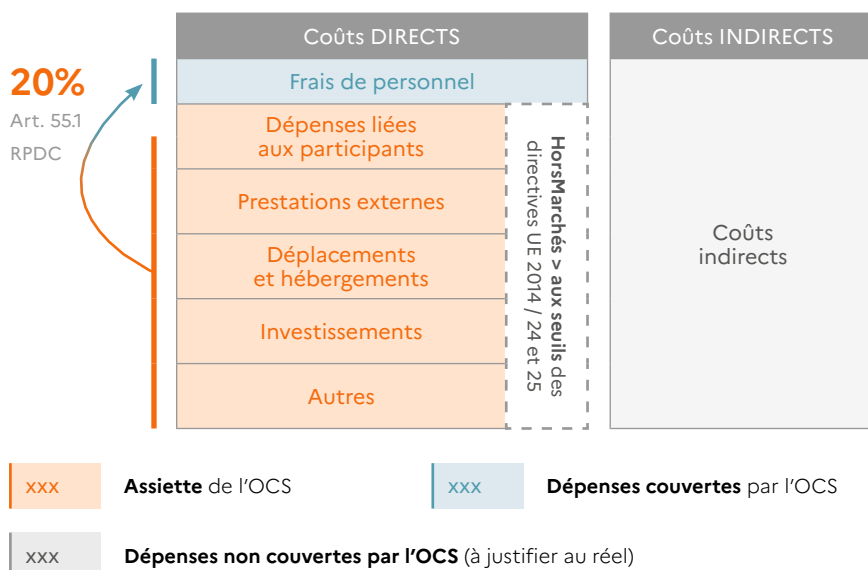 Coûts DIRECTS
Coûts INDIRECTS
20%
Art. 55.1
RPDC
Frais de personnel
Dépenses liées
aux participants
Prestations externes
Déplacements
et hébergements
Investissements
Autres
HorsMarchés > aux seuils des
directives UE 2014 / 24 et 25
Coûts
indirects
xxx
Assiette de l'OCS
xxx
Dépenses couvertes par l'OCS
xxx
Dépenses non couvertes par l'OCS (à justifier au réel)